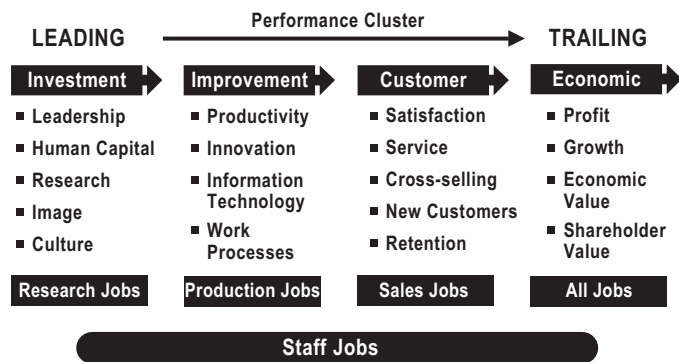 Performance Cluster
LEADING
TRAILING
Investment
Improvement
Customer
Economic
Leadership
Human Capital
Research
Image
Culture
Productivity
Innovation
Information
Technology
Work
Processes
Satisfaction
Service
Cross-selling
New Customers
Retention
Profit
Growth
Economic
Value
Shareholder
Value
Research Jobs
Production Jobs
Sales Jobs
All Jobs
Staff Jobs